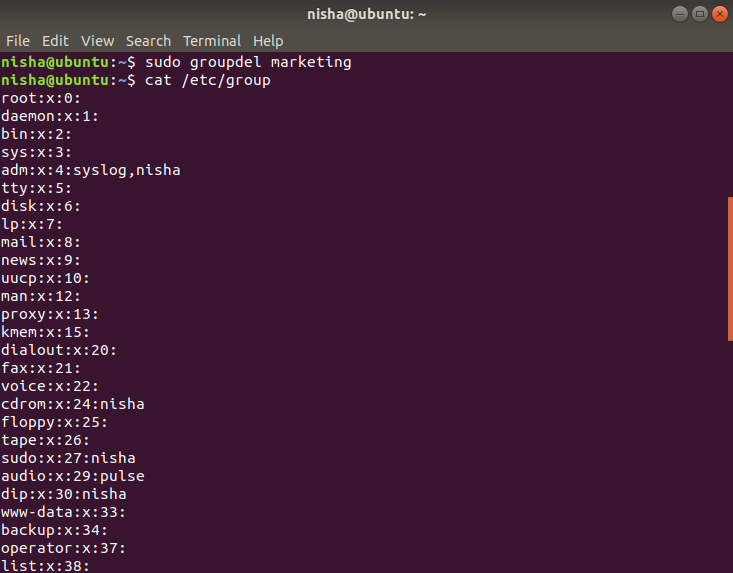 nisha@ubuntu: ~
File Edit View Search Terminal Help
nisha@ubuntu:~$ sudo groupdel marketing
nisha@ubuntu:~$ cat /etc/group
root:x:0:
daemon:x:1:
bin:x:2:
sys:x:3:
adm:x:4:syslog,nisha
tty:x:5:
disk:x:6:
lp:x:7:
mail:x:8:
news:x:9:
uucp:x:10:
man:x:12:
proxy:x:13:
kmem:x:15:
dialout:x:20:
fax:x:21:
voice:x:22:
cdrom:x:24:nisha
floppy:x:25:
tape:x:26:
sudo:x:27:nisha
audio:x:29:pulse
dip:x:30:nisha
www-data:x:33:
backup:x:34:
operator:x:37:
list:x:38: